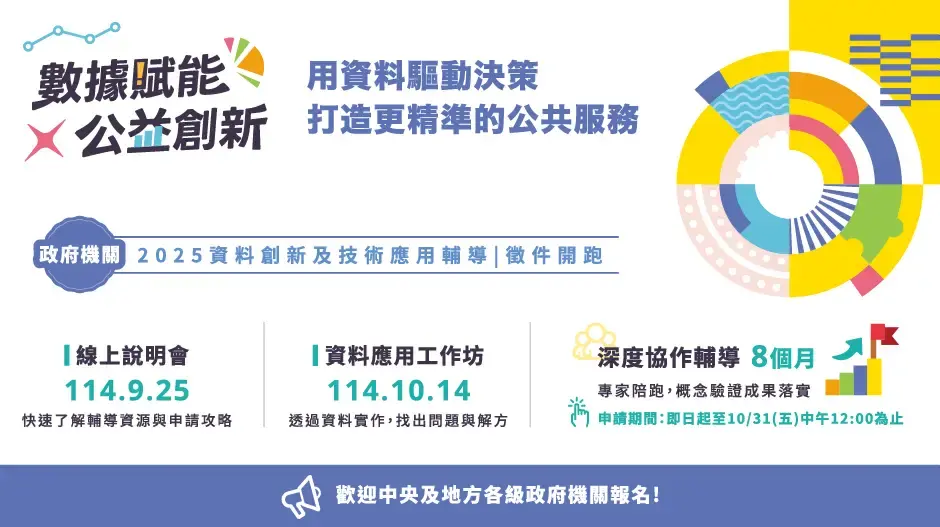 數據賦能
公益創新
用資料驅動決策
打造更精準的公共服務
政府機關
2025資料創新及技術應用輔導|徵件開跑
線上說明會
114.9.25
快速了解輔導資源與申請攻略
資料應用工作坊
114.10.14
透過資料實作,找出問題與解方
深度協作輔導 8個月
專家陪跑,概念驗證成果落實
申請期間:即日起至10/31(五)中午12:00為止
歡迎中央及地方各級政府機關報名!